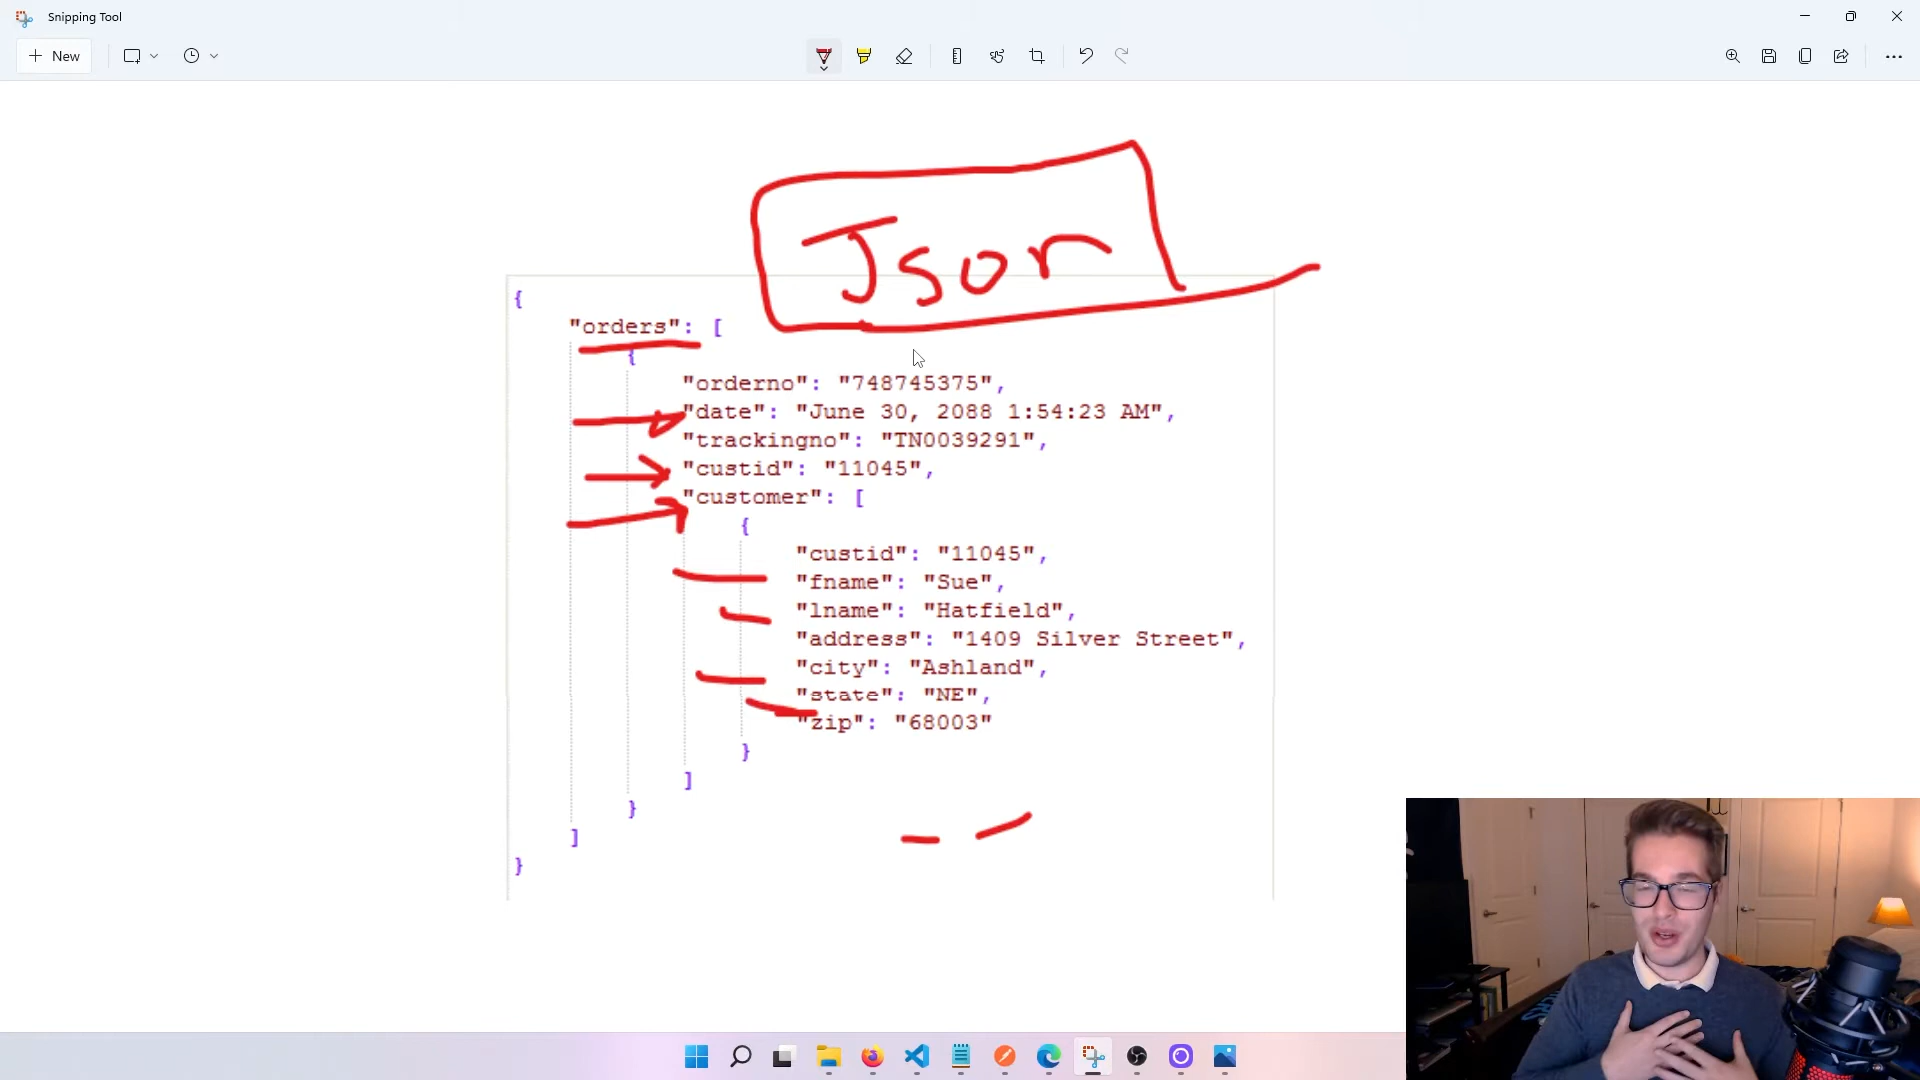 Snipping Tool
New
Json
{
"orders": [
{
"orderno": "748745375",
"date": "June 30, 2088 1:54:23 AM",
"trackingno": "TN0039291",
"custid": "11045",
"customer": [
{
"custid": "11045",
"fname": "Sue",
"lname": "Hatfield",
"address": "1409 Silver Street",
"city": "Ashland",
"state": "NE",
"zip": "68003"
}
]
}
]
}